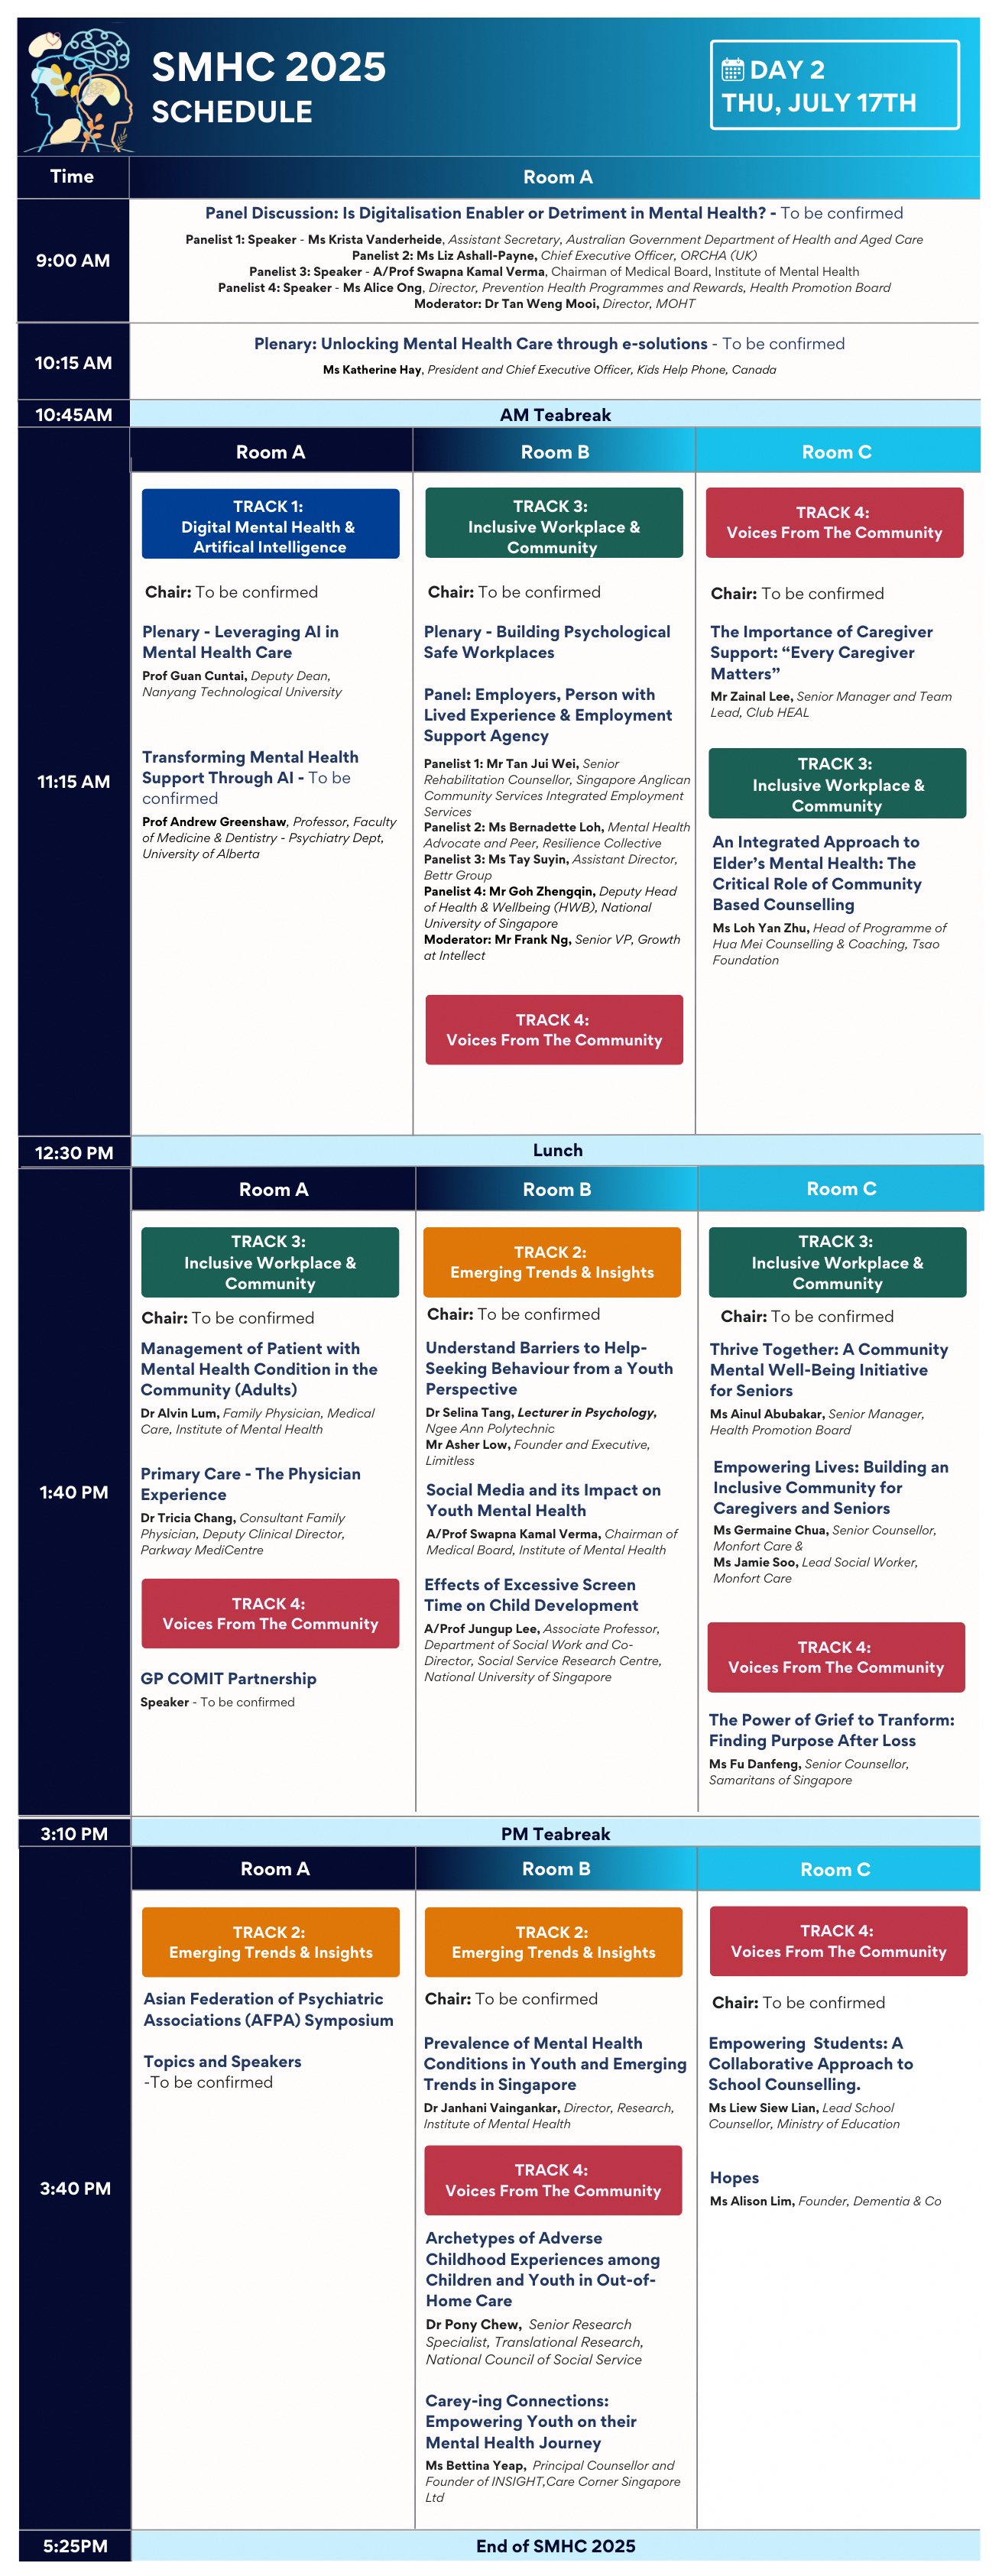 SMHC 2025
SCHEDULE
DAY 2
THU, JULY 17TH
Time
Room A
9:00 AM
Panel Discussion: Is Digitalisation Enabler or Detriment in Mental Health? - To be confirmed
Panelist 1: Speaker - Ms Krista Vanderheide, Assistant Secretary, Australian Government Department of Health and Aged Care
Panelist 2: Ms Liz Ashall-Payne, Chief Executive Officer, ORCHA (UK)
Panelist 3: Speaker - A/Prof Swapna Kamal Verma, Chairman of Medical Board, Institute of Mental Health
Panelist 4: Speaker - Ms Alice Ong, Director, Prevention Health Programmes and Rewards, Health Promotion Board
Moderator: Dr Tan Weng Mooi, Director, MOHT
10:15 AM
Plenary: Unlocking Mental Health Care through e-solutions - To be confirmed
Ms Katherine Hay, President and Chief Executive Officer, Kids Help Phone, Canada
10:45AM
AM Teabreak
11:15 AM
Room A
TRACK 1:
Digital Mental Health &
Artifical Intelligence
Chair: To be confirmed
Plenary - Leveraging AI in
Mental Health Care
Prof Guan Cuntai, Deputy Dean,
Nanyang Technological University
Transforming Mental Health
Support Through AI - To be
confirmed
Prof Andrew Greenshaw, Professor, Faculty
of Medicine & Dentistry - Psychiatry Dept,
University of Alberta
Room B
TRACK 3:
Inclusive Workplace &
Community
Chair: To be confirmed
Plenary - Building Psychological
Safe Workplaces
Panel: Employers, Person with
Lived Experience & Employment
Support Agency
Panelist 1: Mr Tan Jui Wei, Senior
Rehabilitation Counsellor, Singapore Anglican
Community Services Integrated Employment
Services
Panelist 2: Ms Bernadette Loh, Mental Health
Advocate and Peer, Resilience Collective
Panelist 3: Ms Tay Suyin, Assistant Director,
Bettr Group
Panelist 4: Mr Goh Zhengqin, Deputy Head
of Health & Wellbeing (HWB), National
University of Singapore
Moderator: Mr Frank Ng, Senior VP, Growth
at Intellect
TRACK 4:
Voices From The Community
Room C
TRACK 4:
Voices From The Community
Chair: To be confirmed
The Importance of Caregiver
Support: “Every Caregiver
Matters”
Mr Zainal Lee, Senior Manager and Team
Lead, Club HEAL
TRACK 3:
Inclusive Workplace &
Community
An Integrated Approach to
Elder’s Mental Health: The
Critical Role of Community
Based Counselling
Ms Loh Yan Zhu, Head of Programme of
Hua Mei Counselling & Coaching, Tsao
Foundation
12:30 PM
Lunch
1:40 PM
Room A
TRACK 3:
Inclusive Workplace &
Community
Chair: To be confirmed
Management of Patient with
Mental Health Condition in the
Community (Adults)
Dr Alvin Lum, Family Physician, Medical
Care, Institute of Mental Health
Primary Care - The Physician
Experience
Dr Tricia Chang, Consultant Family
Physician, Deputy Clinical Director,
Parkway MediCentre
TRACK 4:
Voices From The Community
GP COMIT Partnership
Speaker - To be confirmed
Room B
TRACK 2:
Emerging Trends & Insights
Chair: To be confirmed
Understand Barriers to Help-
Seeking Behaviour from a Youth
Perspective
Dr Selina Tang, Lecturer in Psychology,
Ngee Ann Polytechnic
Mr Asher Low, Founder and Executive,
Limitless
Social Media and its Impact on
Youth Mental Health
A/Prof Swapna Kamal Verma, Chairman of
Medical Board, Institute of Mental Health
Effects of Excessive Screen
Time on Child Development
A/Prof Jungup Lee, Associate Professor,
Department of Social Work and Co-
Director, Social Service Research Centre,
National University of Singapore
Room C
TRACK 3:
Inclusive Workplace &
Community
Chair: To be confirmed
Thrive Together: A Community
Mental Well-Being Initiative
for Seniors
Ms Ainul Abubakar, Senior Manager,
Health Promotion Board
Empowering Lives: Building an
Inclusive Community for
Caregivers and Seniors
Ms Germaine Chua, Senior Counsellor,
Monfort Care &
Ms Jamie Soo, Lead Social Worker,
Monfort Care
TRACK 4:
Voices From The Community
The Power of Grief to Tranform:
Finding Purpose After Loss
Ms Fu Danfeng, Senior Counsellor,
Samaritans of Singapore
3:10 PM
PM Teabreak
3:40 PM
Room A
TRACK 2:
Emerging Trends & Insights
Asian Federation of Psychiatric
Associations (AFPA) Symposium
Topics and Speakers
-To be confirmed
Room B
TRACK 2:
Emerging Trends & Insights
Chair: To be confirmed
Prevalence of Mental Health
Conditions in Youth and Emerging
Trends in Singapore
Dr Janhani Vaingankar, Director, Research,
Institute of Mental Health
TRACK 4:
Voices From The Community
Archetypes of Adverse
Childhood Experiences among
Children and Youth in Out-of-
Home Care
Dr Pony Chew, Senior Research
Specialist, Translational Research,
National Council of Social Service
Carey-ing Connections:
Empowering Youth on their
Mental Health Journey
Ms Bettina Yeap, Principal Counsellor and
Founder of INSIGHT,Care Corner Singapore
Ltd
Room C
TRACK 4:
Voices From The Community
Chair: To be confirmed
Empowering Students: A
Collaborative Approach to
School Counselling.
Ms Liew Siew Lian, Lead School
Counsellor, Ministry of Education
Hopes
Ms Alison Lim, Founder, Dementia & Co
5:25PM
End of SMHC 2025